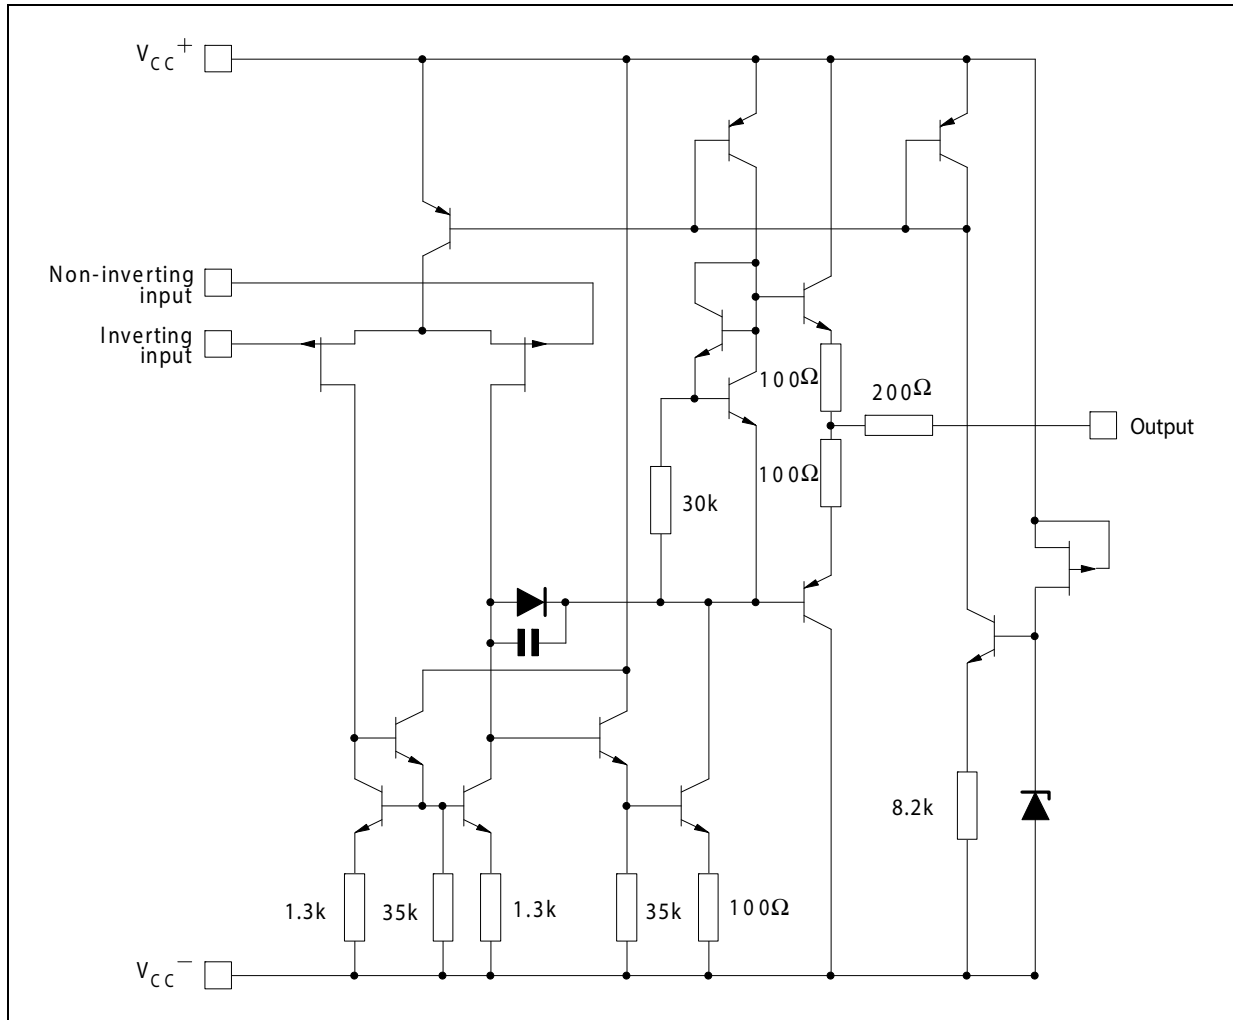 VCC+
Non-inverting
input
Inverting
input
100Ω
200Ω
Output
100Ω
30k
8.2k
1.3k
35k
1.3k
35k
100Ω
VCC−